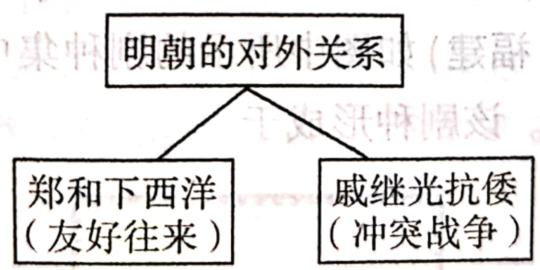 明朝的对外关系
郑和下西洋
（友好往来）
戚继光抗倭
（冲突战争）